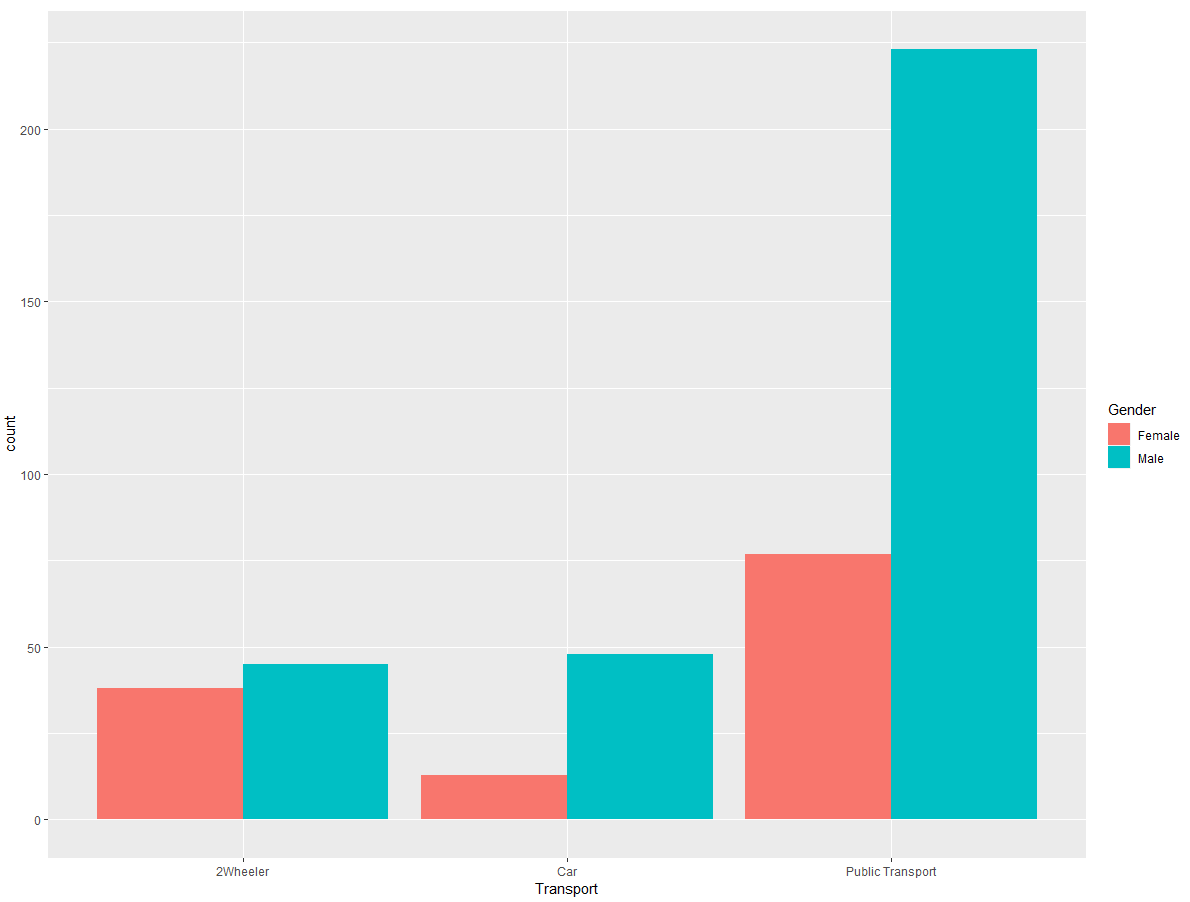 200
150
100
50
0
count
2Wheeler
Car
Public Transport
Transport
Gender
Female
Male